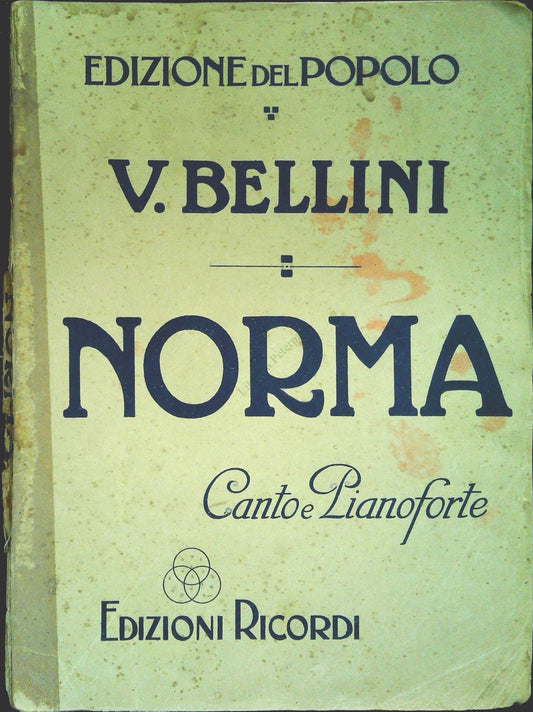 EDIZIONE DEL POPOLO
V. BELLINI
NORMA
Canto e Pianoforte
EDIZIONI RICORDI